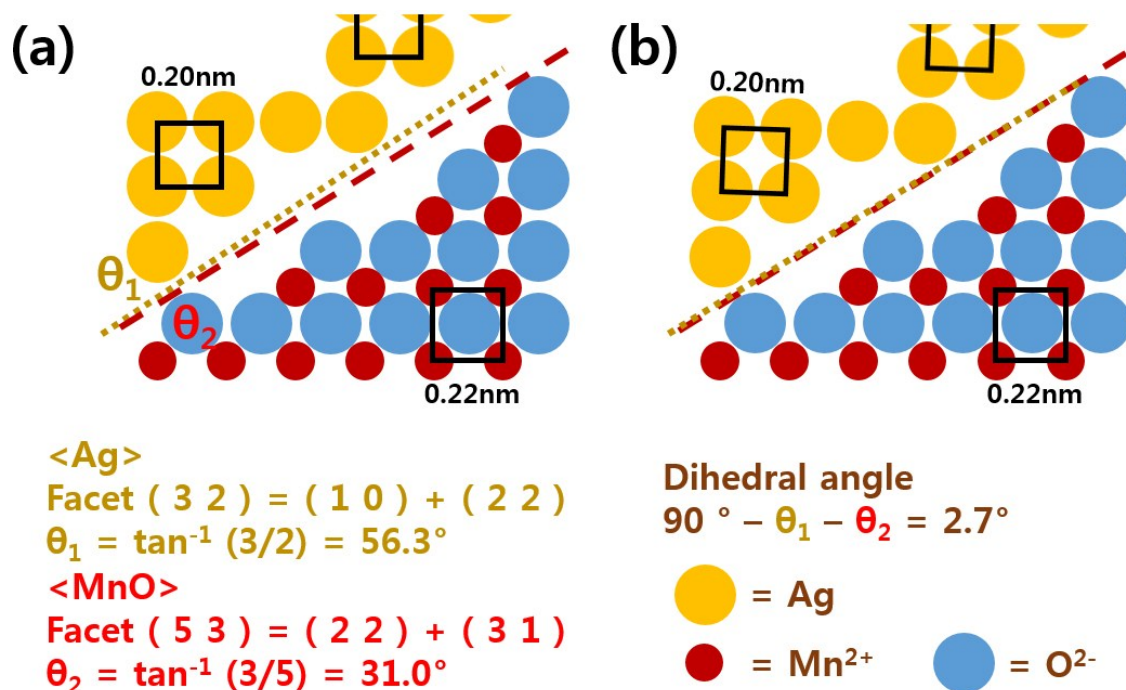 (a)
0.20nm
θ1
θ2
0.22nm
(b)
0.20nm
0.22nm
<Ag>
Facet ( 3 2 ) = ( 1 0 ) + ( 2 2 )
θ1 = tan-1 (3/2) = 56.3°
<MnO>
Facet ( 5 3 ) = ( 2 2 ) + ( 3 1 )
θ2 = tan-1 (3/5) = 31.0°
Dihedral angle
90 ° – θ1 – θ2 = 2.7°
= Ag
= Mn2+
= O2-